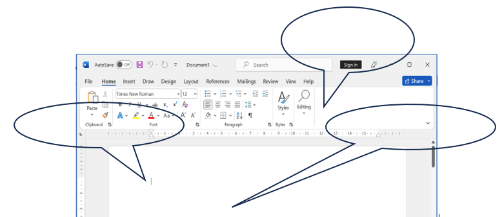 AutoSave Off Document1 Search Sign in
File Home Insert Draw Design Layout References Mailings Review View Help Share
Times New Roman 12
Paste Styles Editing
Clipboard Font Paragraph Styles